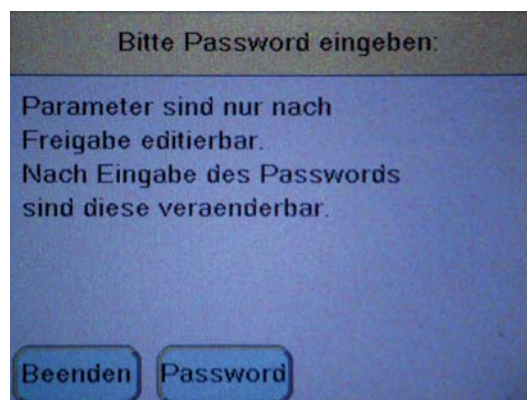 Bitte Password eingeben:
Parameter sind nur nach
Freigabe editierbar.
Nach Eingabe des Passwords
sind diese veraenderbar.
Beenden Password